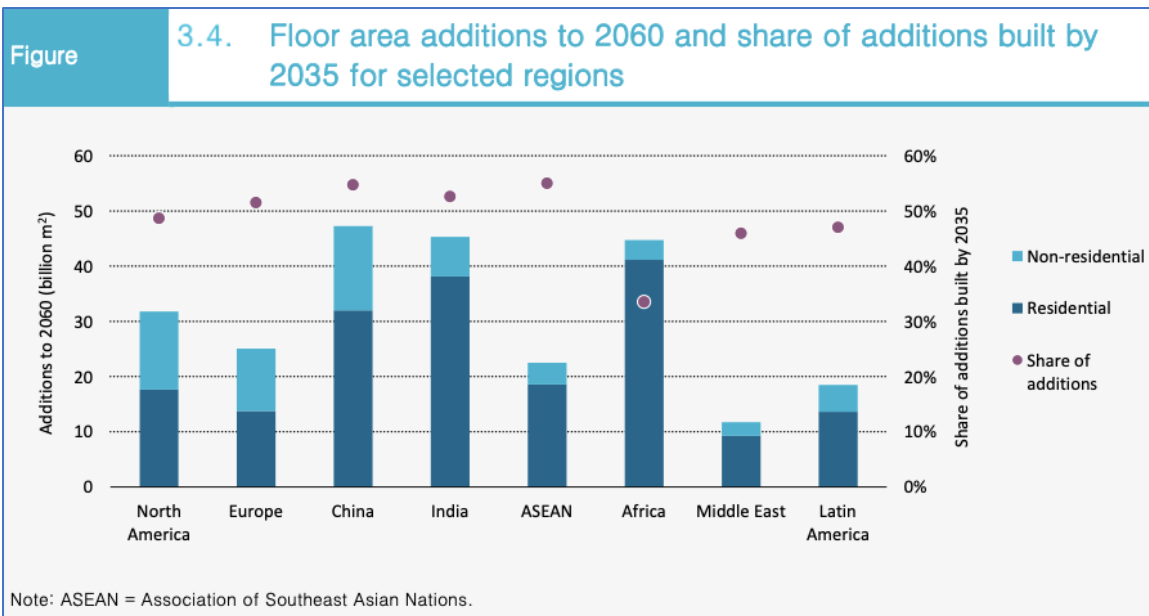 Figure
3.4. Floor area additions to 2060 and share of additions built by
2035 for selected regions
Additions to 2060 (billion m²)
60
50
40
30
20
10
0
60%
50%
40%
30%
20%
10%
0%
Share of additions built by 2035
North
America
Europe
China
India
ASEAN
Africa
Middle East
Latin
America
Non-residential
Residential
Share of
additions
Note: ASEAN = Association of Southeast Asian Nations.